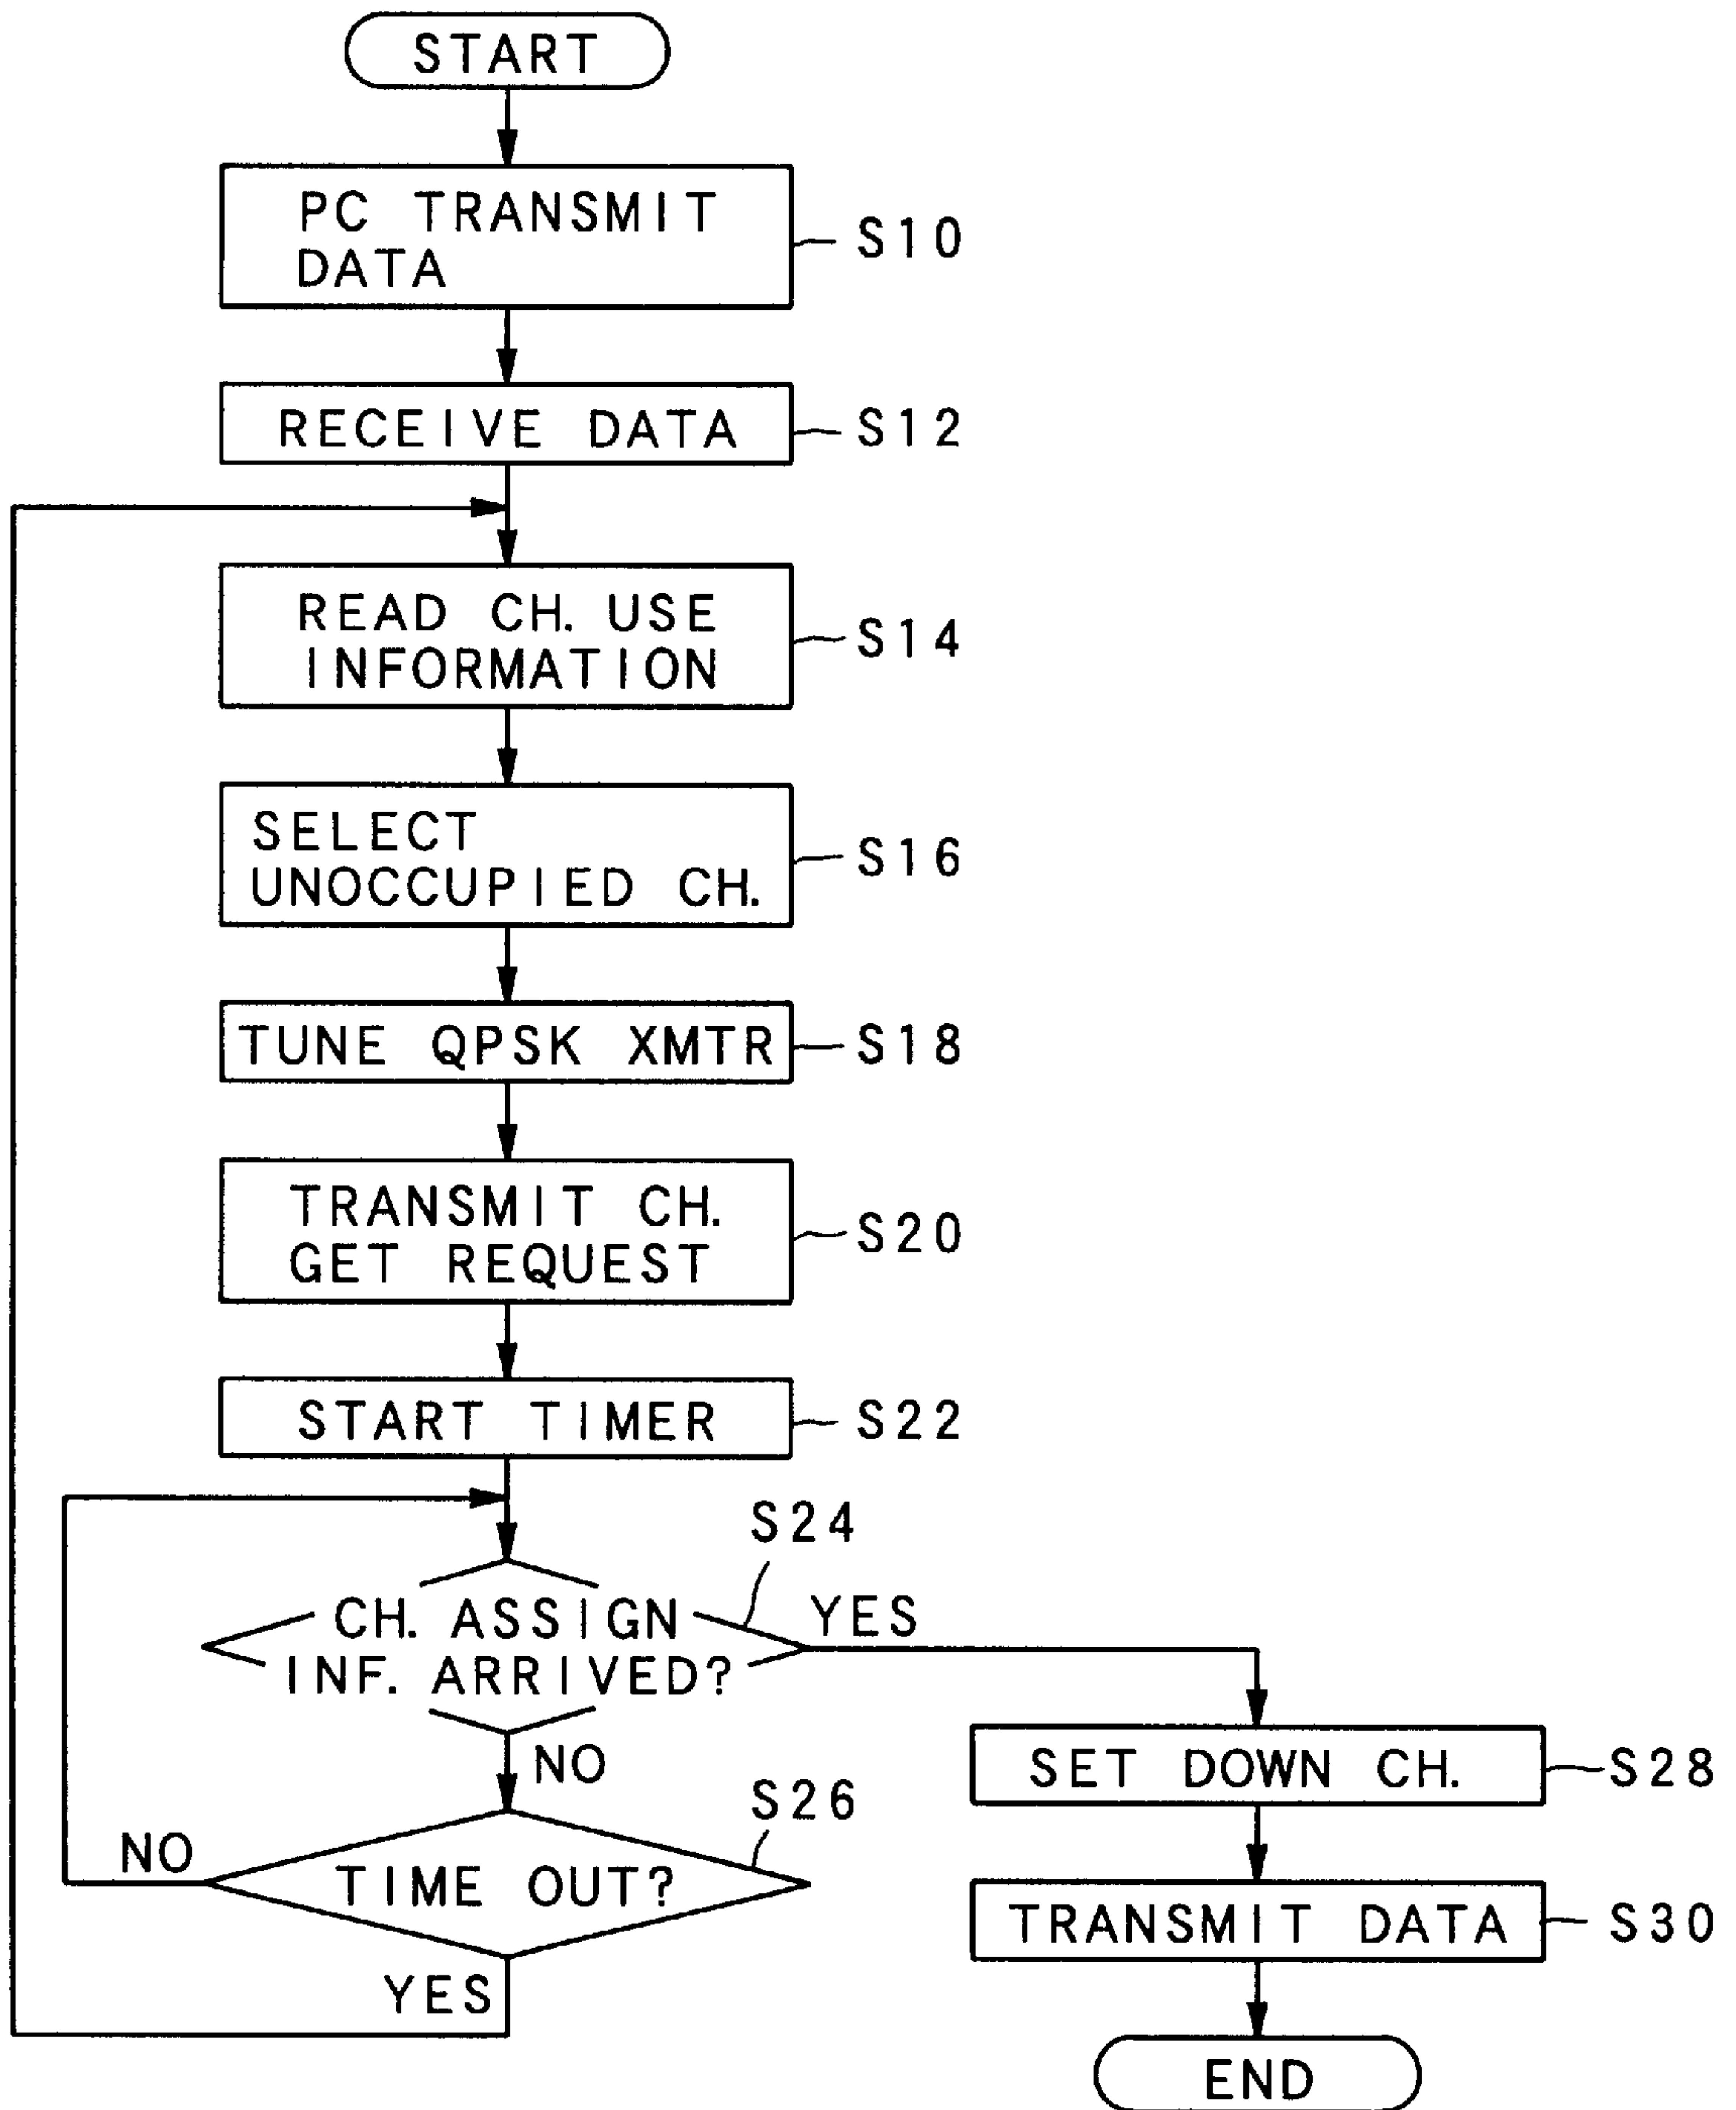 START
PC TRANSMIT
DATA
S10
RECEIVE DATA
S12
READ CH. USE
INFORMATION
S14
SELECT
UNOCCUPIED CH.
S16
TUNE QPSK XMTR
S18
TRANSMIT CH.
GET REQUEST
S20
START TIMER
S22
S24
CH. ASSIGN
INF. ARRIVED?
YES
NO
SET DOWN CH.
S28
S26
NO
TIME OUT?
TRANSMIT DATA
S30
YES
END